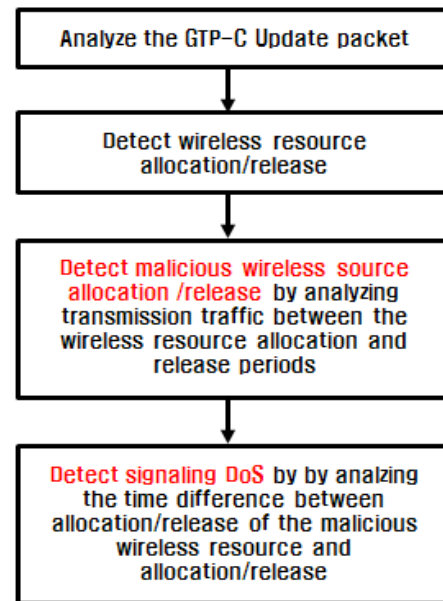 Analyze the GTP-C Update packet
Detect wireless resource
allocation/release
Detect malicious wireless source
allocation /release by analyzing
transmission traffic between the
wireless resource allocation and
release periods
Detect signaling DoS by by analzing
the time difference between
allocation/release of the malicious
wireless resource and
allocation/release